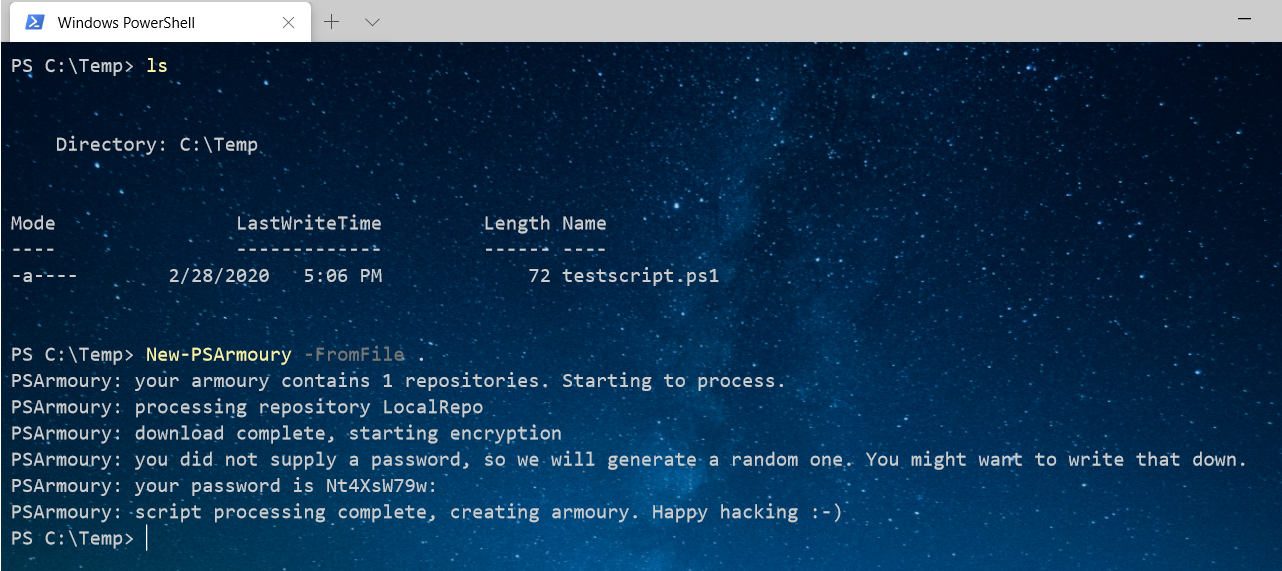 Windows PowerShell
PS C:\Temp> ls
Directory: C:\Temp
Mode LastWriteTime Length Name
---- ------------- ------ ----
-a---- 2/28/2020 5:06 PM 72 testscript.ps1
PS C:\Temp> New-PSArmoury -FromFile .
PSArmoury: your armoury contains 1 repositories. Starting to process.
PSArmoury: processing repository LocalRepo
PSArmoury: download complete, starting encryption
PSArmoury: you did not supply a password, so we will generate a random one. You might want to write that down.
PSArmoury: your password is Nt4XsW79w:
PSArmoury: script processing complete, creating armoury. Happy hacking :-)
PS C:\Temp>